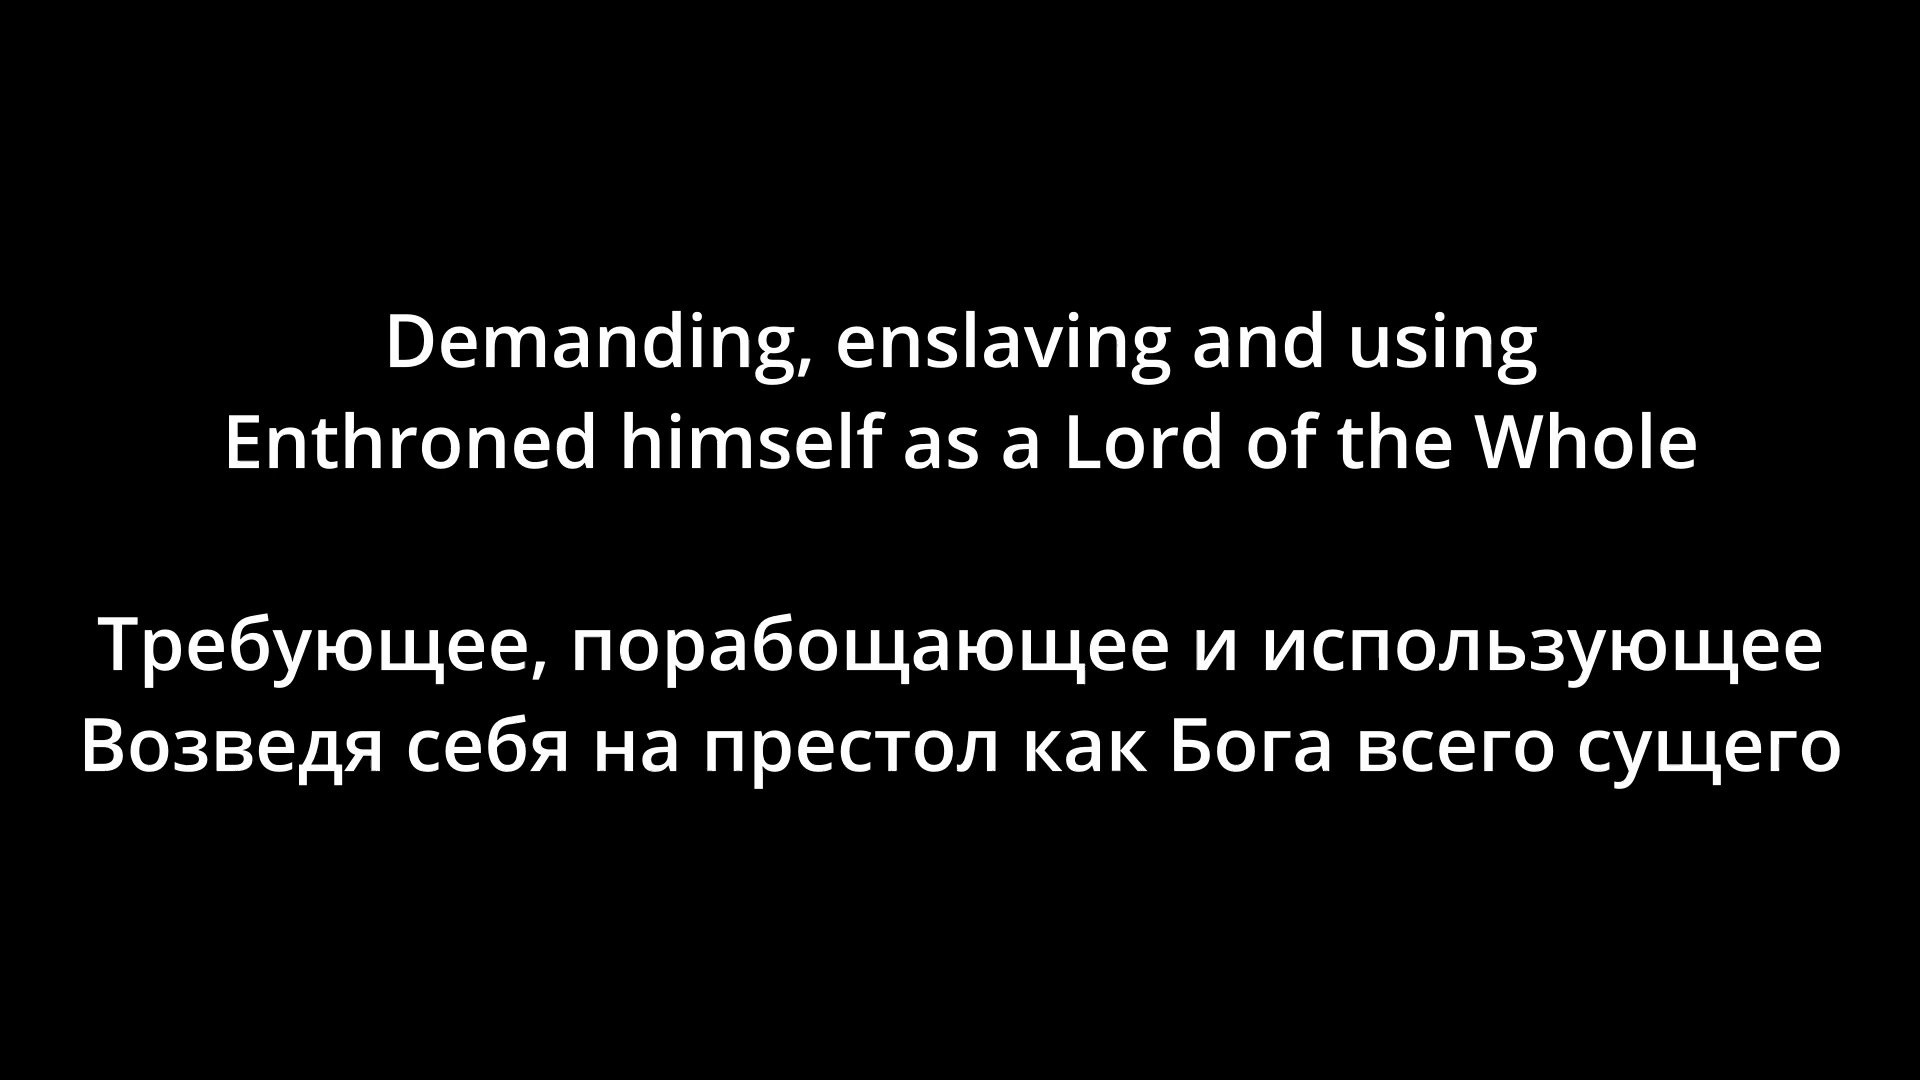 Demanding, enslaving and using
Enthroned himself as a Lord of the Whole
Требующее, порабощающее и использующее
Возведя себя на престол как Бога всего сущего